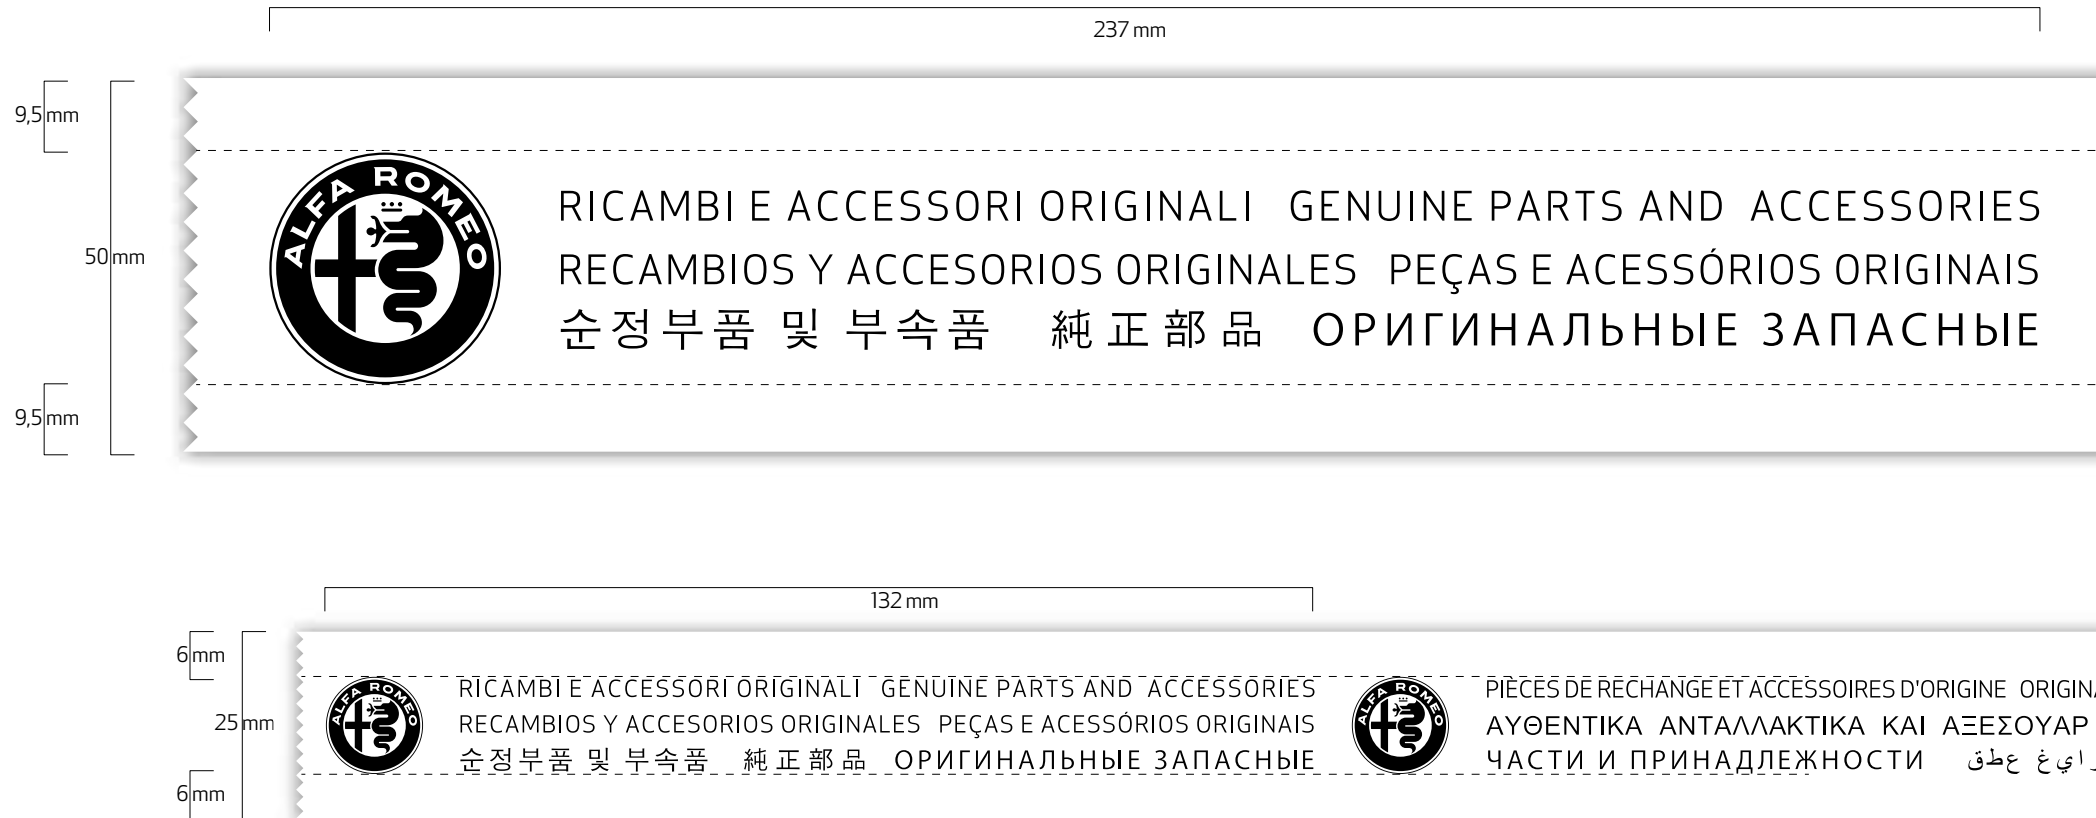 237 mm
9,5 mm
50 mm
9,5 mm
ALFA ROMEO
RICAMBI E ACCESSORI ORIGINALI GENUINE PARTS AND ACCESSORIES
RECAMBIOS Y ACCESORIOS ORIGINALES PEÇAS E ACESSÓRIOS ORIGINAIS
순정부품 및 부속품 純正部品 ОРИГИНАЛЬНЫЕ ЗАПАСНЫЕ
132 mm
6 mm
25 mm
6 mm
ALFA ROMEO
RICAMBI E ACCESSORI ORIGINALI GENUINE PARTS AND ACCESSORIES
RECAMBIOS Y ACCESORIOS ORIGINALES PEÇAS E ACESSÓRIOS ORIGINAIS
순정부품 및 부속품 純正部品 ОРИГИНАЛЬНЫЕ ЗАПАСНЫЕ
ALFA ROMEO
PIÈCES DE RECHANGE ET ACCESSOIRES D'ORIGINE
ΑΥΘΕΝΤΙΚΑ ΑΝΤΑΛΛΑΚΤΙΚΑ ΚΑΙ ΑΞΕΣΟΥΑΡ
ЧАСТИ И ПРИНАДЛЕЖНОСТИ